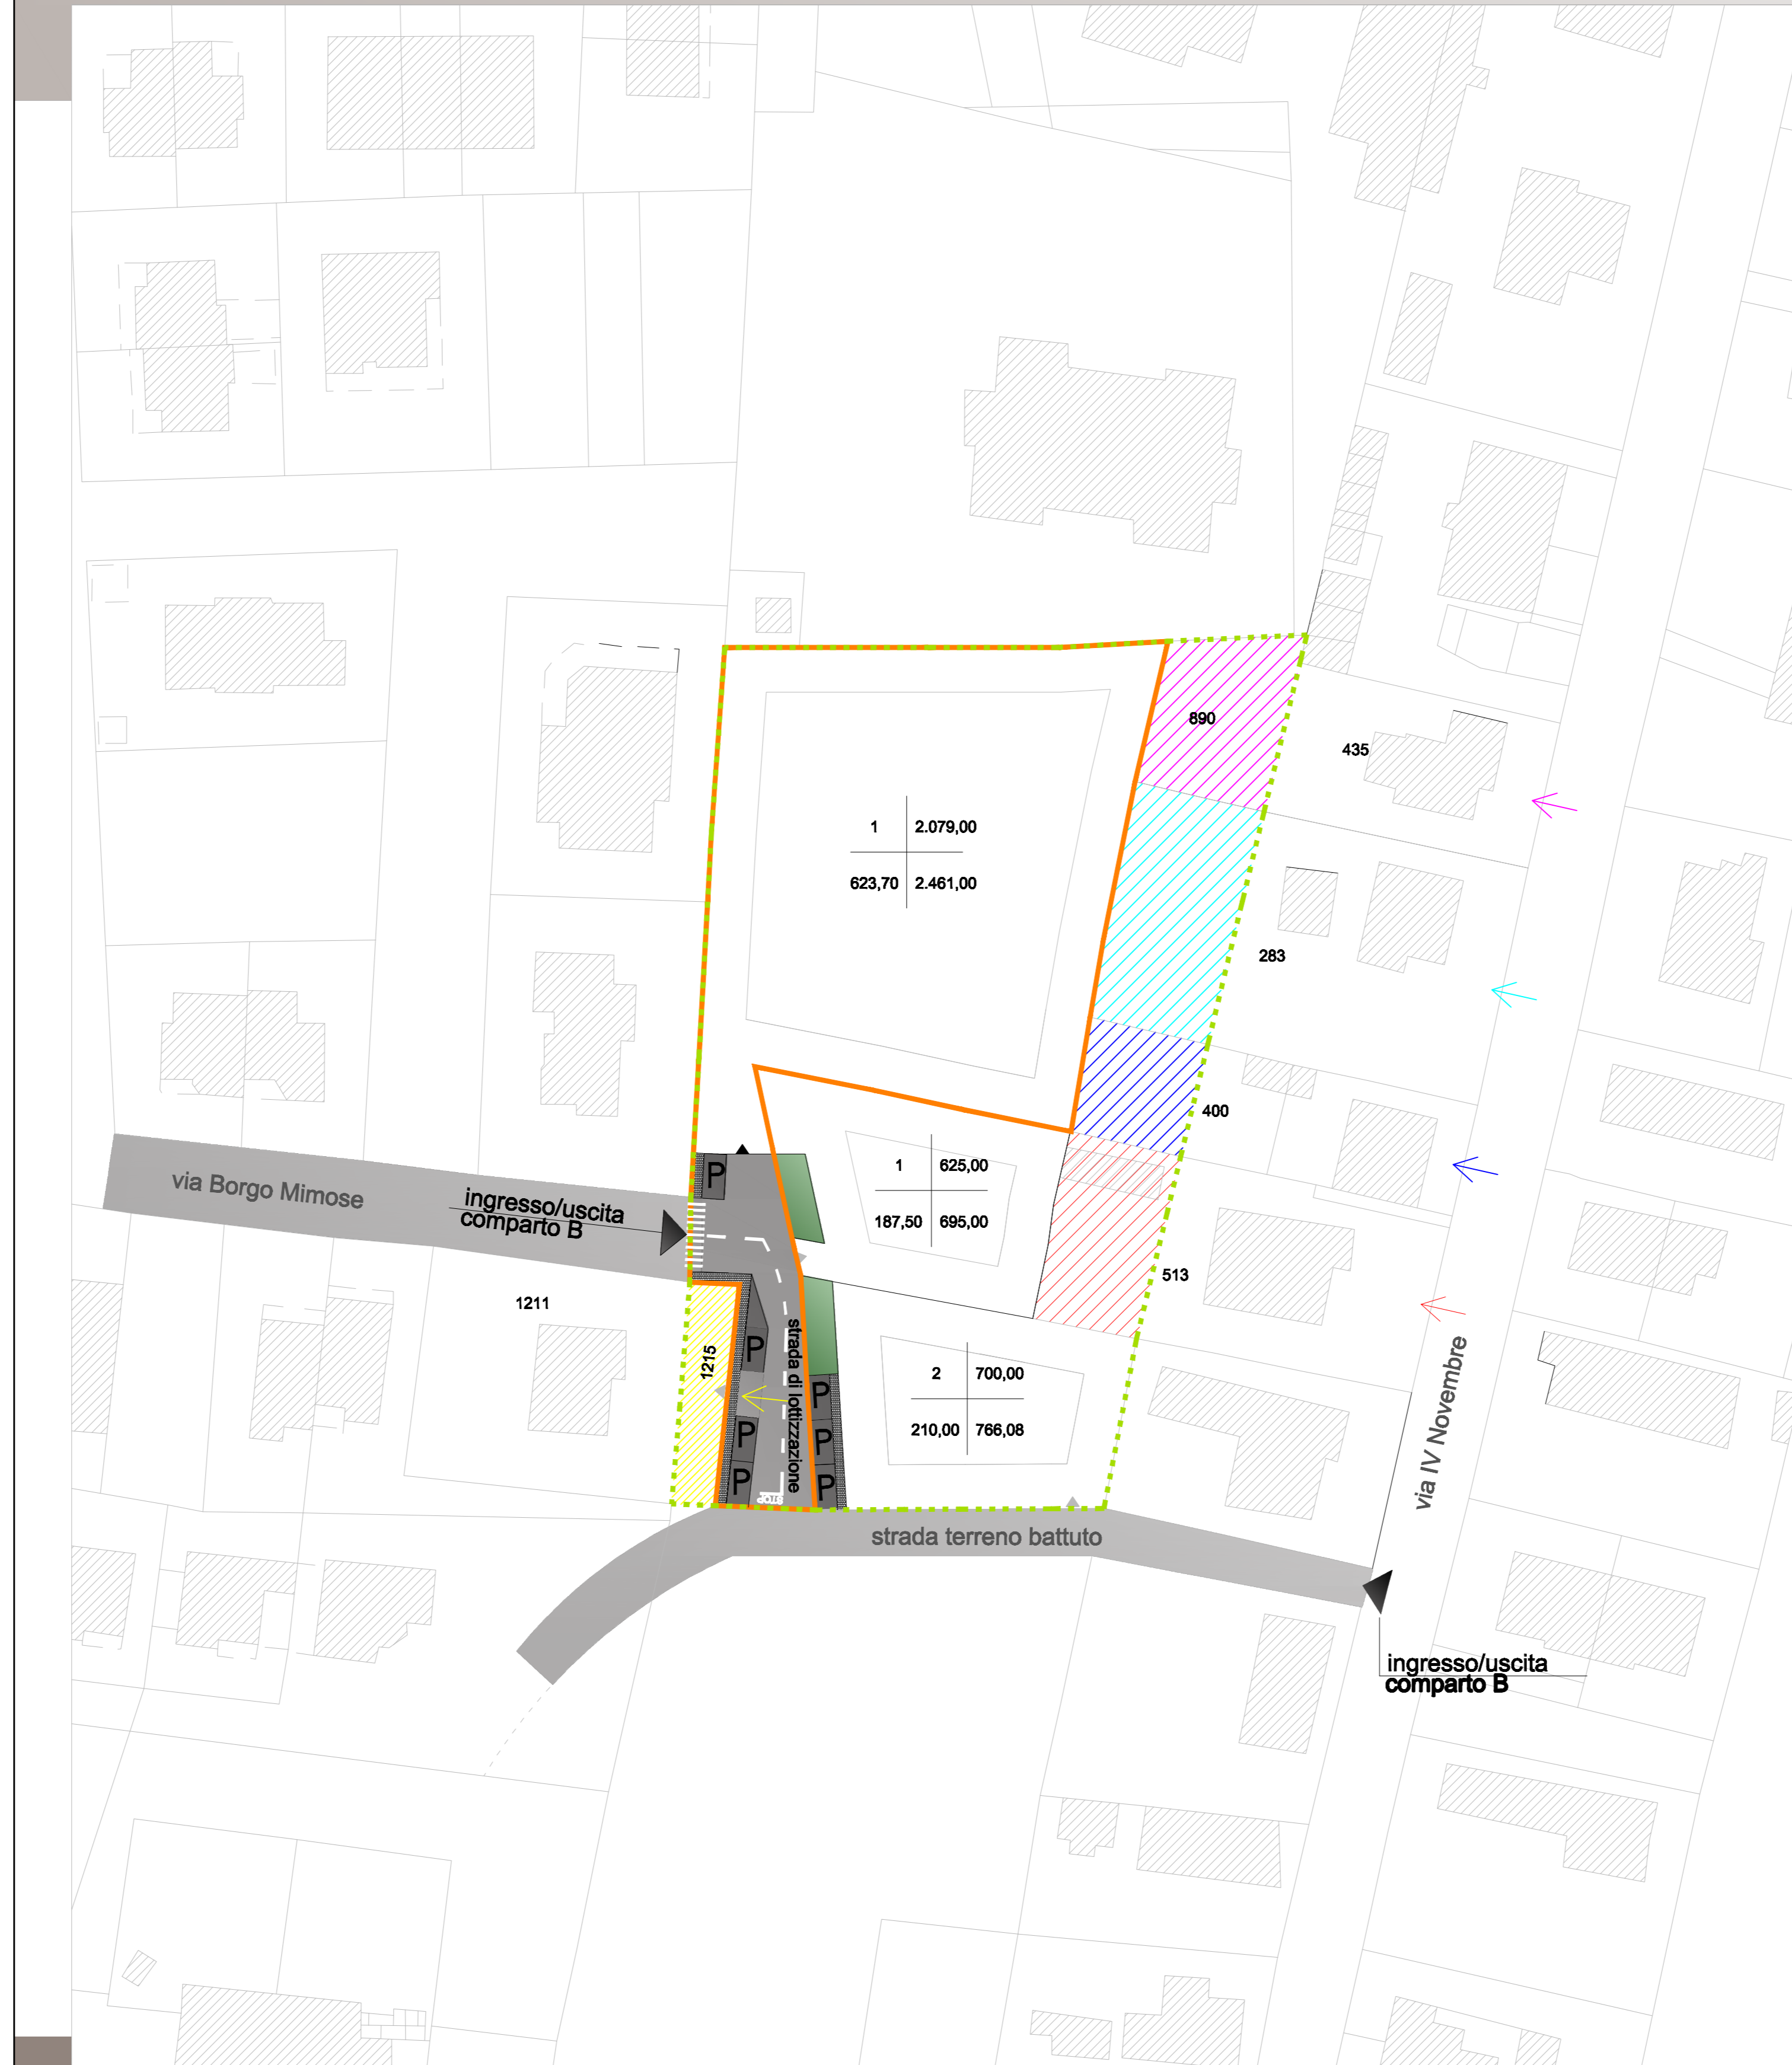 890
435
1 2.079,00
623,70 2.461,00
283
400
1 625,00
187,50 695,00
via Borgo Mimose
ingresso/uscita
comparto B
P
513
1211
1215
P
P
P
strada di lottizzazione
P
P
P
STOP
2 700,00
210,00 766,08
via IV Novembre
strada terreno battuto
ingresso/uscita
comparto B